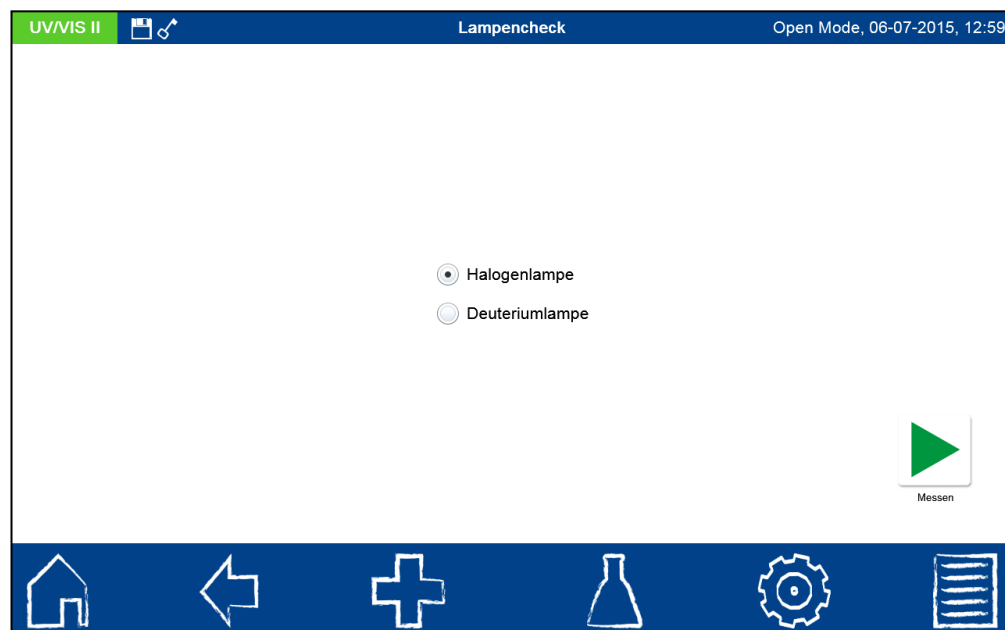 UV/VIS II Lampencheck Open Mode, 06-07-2015, 12:59
Halogenlampe
Deuteriumlampe
Messen